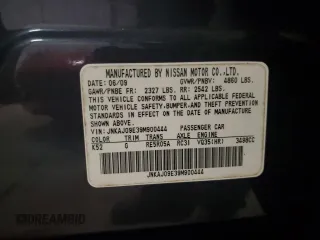 MANUFACTURED BY NISSAN MOTOR CO.,LTD.
DATE: 06/09 GVWR/PNBV: 4860 LBS.
GAWR/PNBE FR: 2327 LBS. RR: 2542 LBS.
THIS VEHICLE CONFORMS TO ALL APPLICABLE
FEDERAL MOTOR VEHICLE
SAFETY,BUMPER,AND THEFT PREVENTION
STANDARDS IN EFFECT ON THE DATE OF MANUFACTURE
SHOWN ABOVE.
VIN: JNKAJ09E39M900444 PASSENGER CAR
COLOR TRIM TRANS AXLE ENGINE
K52 G RE5R05A RC31 VQ35(HR) 3498CC
JNKAJ09E39M900444
DREAMBID